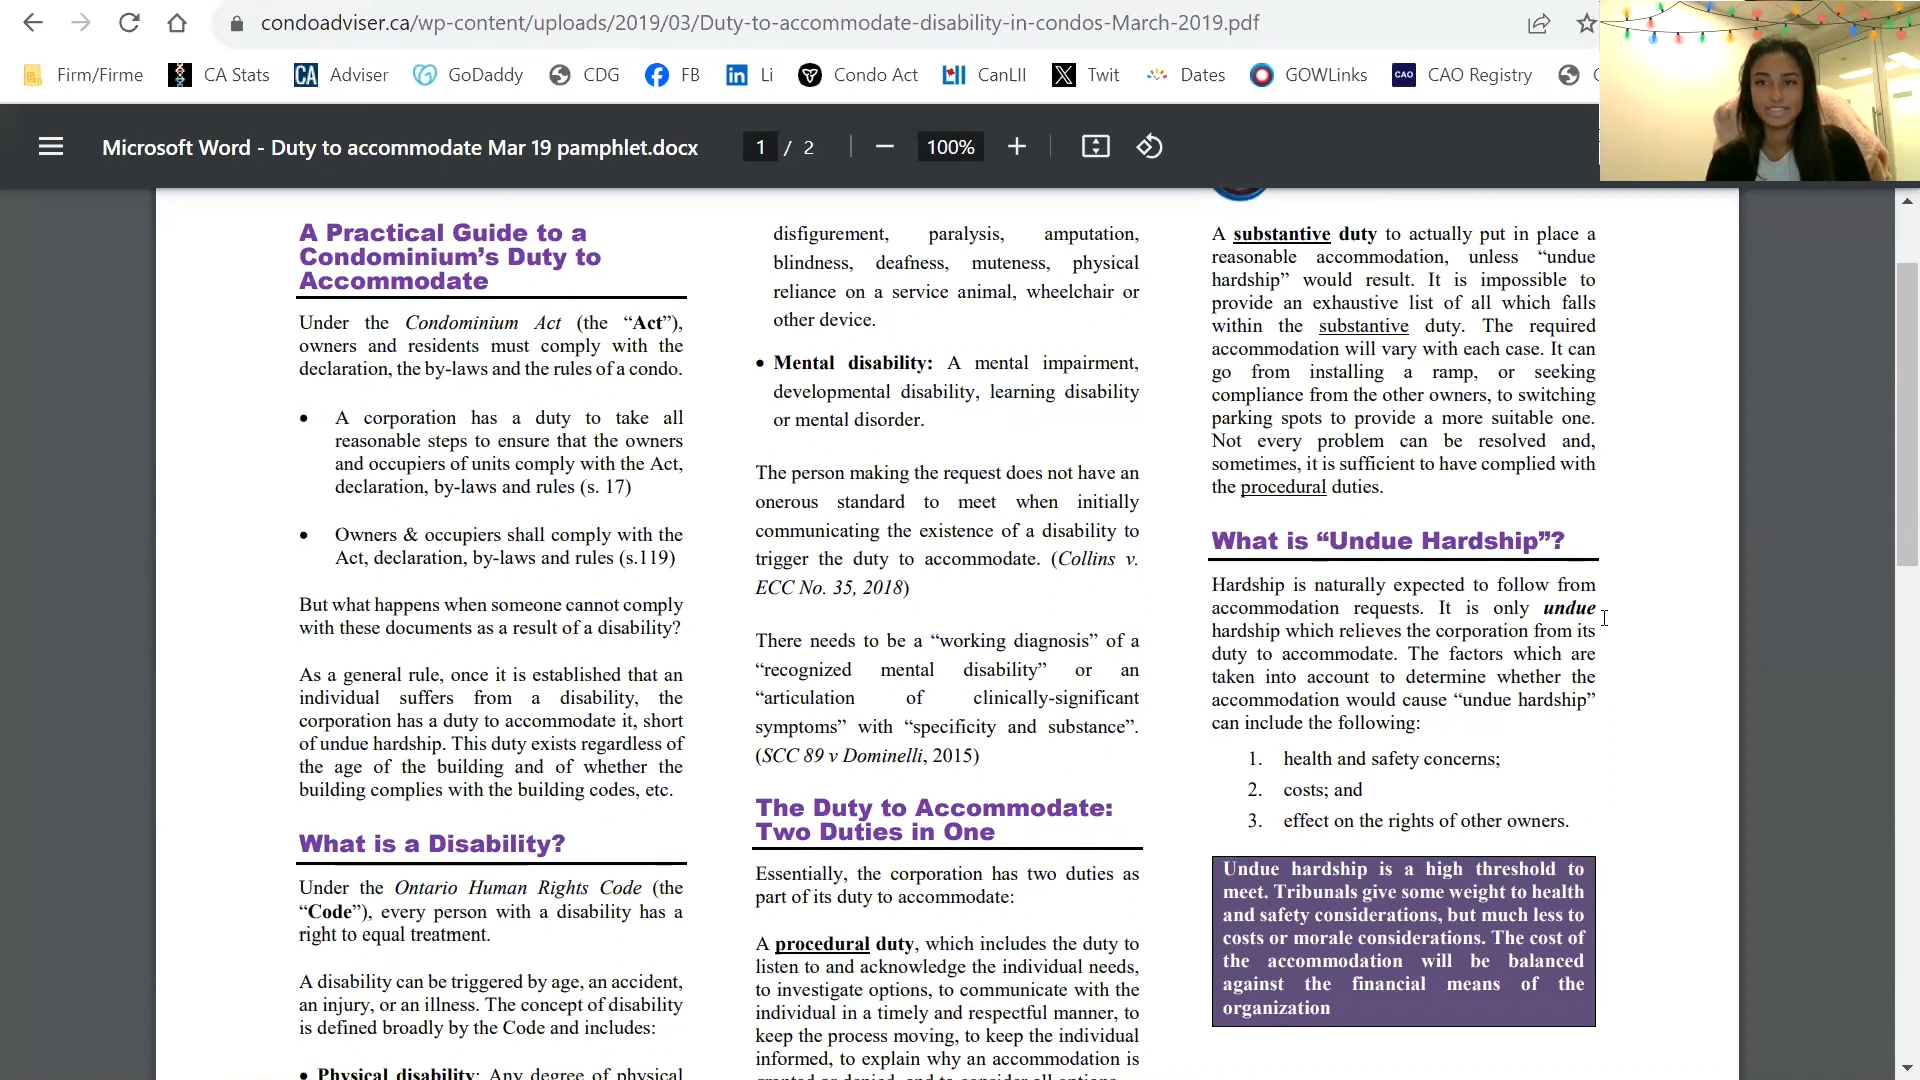 condoadviser.ca/wp-content/uploads/2019/03/Duty-to-accommodate-disability-in-condos-March-2019.pdf
Firm/Firme CA Stats Adviser GoDaddy CDG FB Li Condo Act CanLII Twit Dates GOWLinks CAO Registry
Microsoft Word - Duty to accommodate Mar 19 pamphlet.docx 1 / 2 100%
A Practical Guide to a
Condominium's Duty to
Accommodate
Under the Condominium Act (the “Act”),
owners and residents must comply with the
declaration, the by-laws and the rules of a condo.
• A corporation has a duty to take all
reasonable steps to ensure that the owners
and occupiers of units comply with the Act,
declaration, by-laws and rules (s. 17)
• Owners & occupiers shall comply with the
Act, declaration, by-laws and rules (s.119)
But what happens when someone cannot comply
with these documents as a result of a disability?
As a general rule, once it is established that an
individual suffers from a disability, the
corporation has a duty to accommodate it, short
of undue hardship. This duty exists regardless of
the age of the building and of whether the
building complies with the building codes, etc.
What is a Disability?
Under the Ontario Human Rights Code (the
“Code”), every person with a disability has a
right to equal treatment.
A disability can be triggered by age, an accident,
an injury, or an illness. The concept of disability
is defined broadly by the Code and includes:
• Physical disability: Any degree of physical
disfigurement, paralysis, amputation,
blindness, deafness, muteness, physical
reliance on a service animal, wheelchair or
other device.
• Mental disability: A mental impairment,
developmental disability, learning disability
or mental disorder.
The person making the request does not have an
onerous standard to meet when initially
communicating the existence of a disability to
trigger the duty to accommodate. (Collins v.
ECC No. 35, 2018)
There needs to be a “working diagnosis” of a
“recognized mental disability” or an
“articulation of clinically-significant
symptoms” with “specificity and substance”.
(SCC 89 v Dominelli, 2015)
The Duty to Accommodate:
Two Duties in One
Essentially, the corporation has two duties as
part of its duty to accommodate:
A procedural duty, which includes the duty to
listen to and acknowledge the individual needs,
to investigate options, to communicate with the
individual in a timely and respectful manner, to
keep the process moving, to keep the individual
informed, to explain why an accommodation is
granted or denied, and to consider all options.
A substantive duty to actually put in place a
reasonable accommodation, unless “undue
hardship” would result. It is impossible to
provide an exhaustive list of all which falls
within the substantive duty. The required
accommodation will vary with each case. It can
go from installing a ramp, or seeking
compliance from the other owners, to switching
parking spots to provide a more suitable one.
Not every problem can be resolved and,
sometimes, it is sufficient to have complied with
the procedural duties.
What is “Undue Hardship”?
Hardship is naturally expected to follow from
accommodation requests. It is only undue
hardship which relieves the corporation from its
duty to accommodate. The factors which are
taken into account to determine whether the
accommodation would cause “undue hardship”
can include the following:
1. health and safety concerns;
2. costs; and
3. effect on the rights of other owners.
Undue hardship is a high threshold to
meet. Tribunals give some weight to health
and safety considerations, but much less to
costs or morale considerations. The cost of
the accommodation will be balanced
against the financial means of the
organization